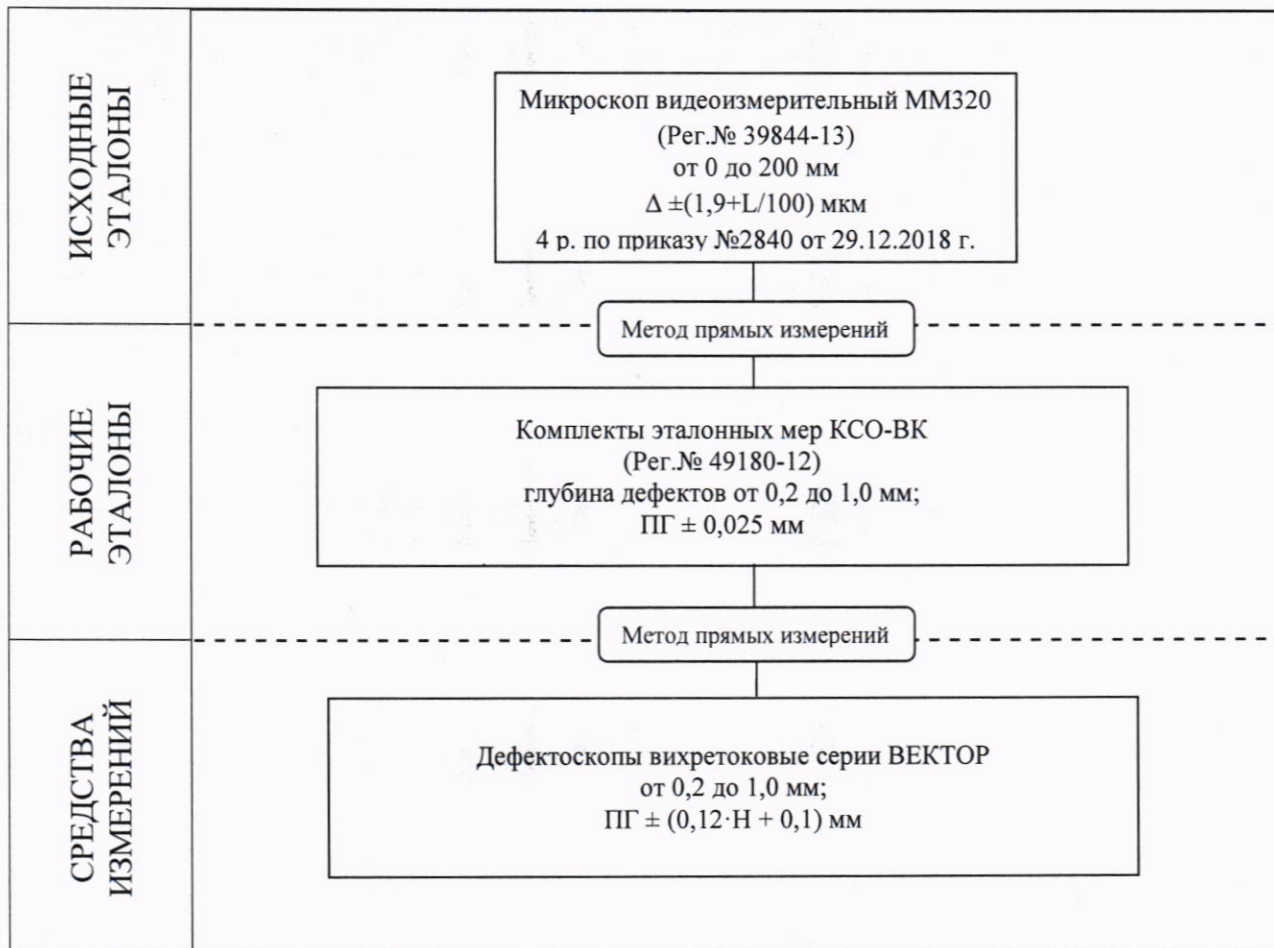 ИСХОДНЫЕ
ЭТАЛОНЫ
Микроскоп видеоизмерительный ММ320
(Рег.№ 39844-13)
от 0 до 200 мм
Δ ±(1,9+L/100) мкм
4 р. по приказу №2840 от 29.12.2018 г.
Метод прямых измерений
РАБОЧИЕ
ЭТАЛОНЫ
Комплекты эталонных мер КСО-ВК
(Рег.№ 49180-12)
глубина дефектов от 0,2 до 1,0 мм;
ПГ ± 0,025 мм
Метод прямых измерений
СРЕДСТВА
ИЗМЕРЕНИЙ
Дефектоскопы вихретоковые серии ВЕКТОР
от 0,2 до 1,0 мм;
ПГ ± (0,12·Н + 0,1) мм